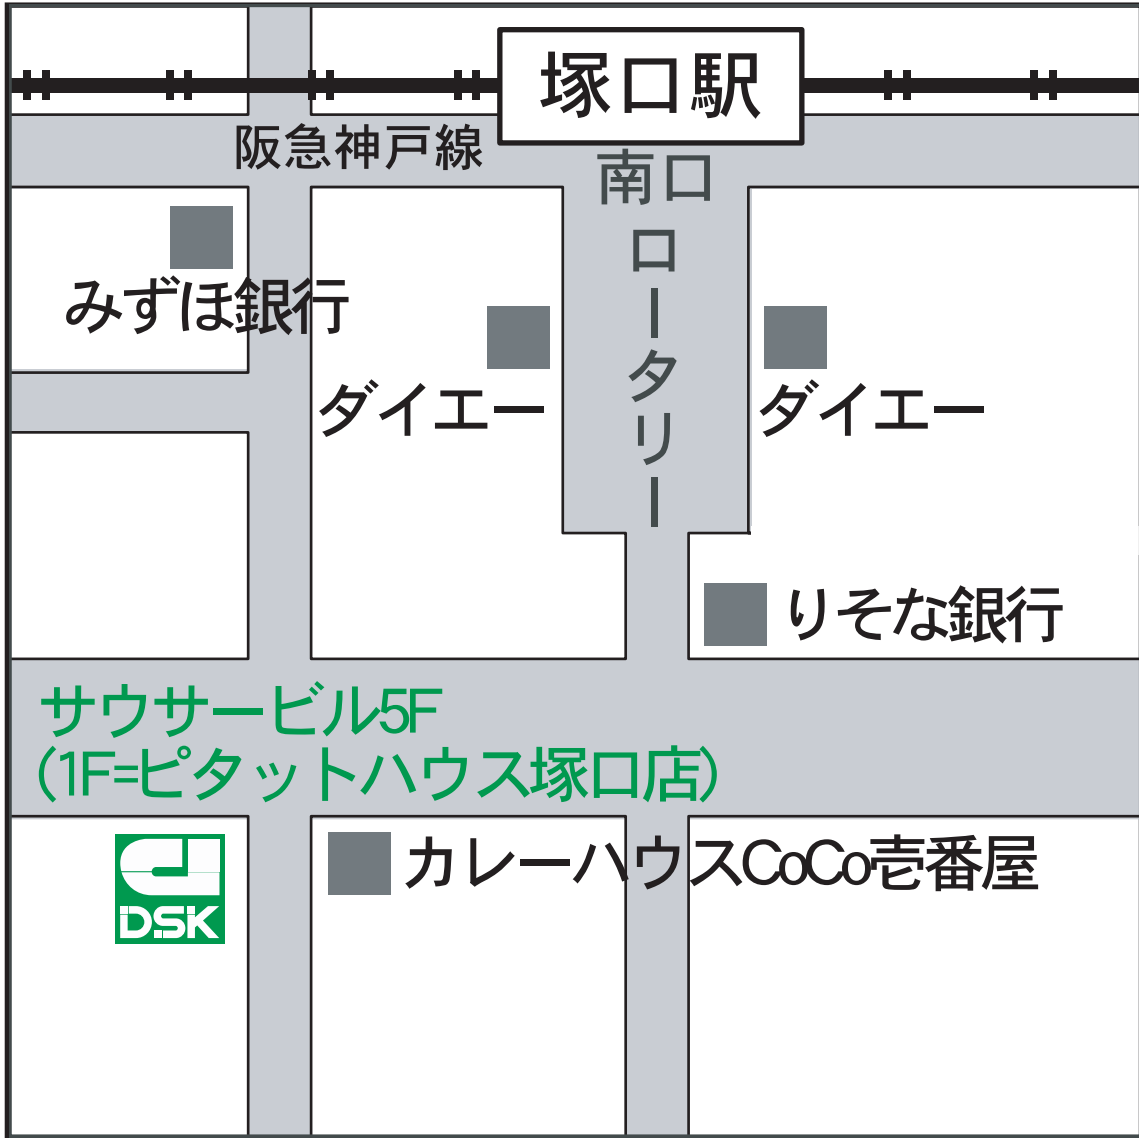 塚口駅
阪急神戸線
南口
ロータリー
みずほ銀行
ダイエー
ダイエー
りそな銀行
サウサービル5F
(1F=ピタットハウス塚口店)
カレーハウスCoCo壱番屋
DSK